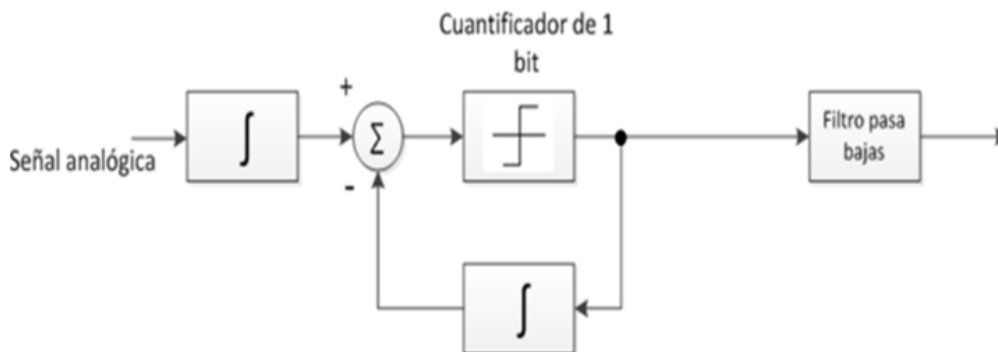 Cuantificador de 1
bit
+
∫
Σ
Filtro pasa
bajas
Señal analógica
-
∫